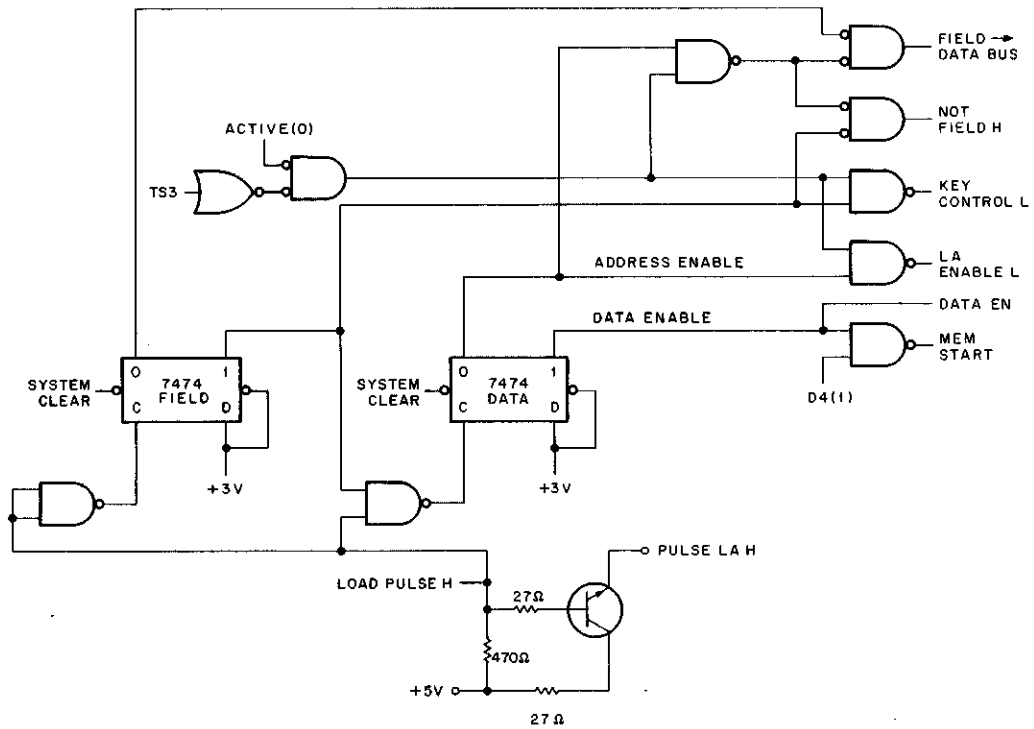 FIELD →
DATA BUS
NOT
FIELD H
ACTIVE(0)
TS3
KEY
CONTROL L
ADDRESS ENABLE
LA
ENABLE L
DATA ENABLE
DATA EN
MEM
START
D4(1)
SYSTEM
CLEAR
0 1
7474
FIELD
C D
+3V
SYSTEM
CLEAR
0 1
7474
DATA
C D
+3V
PULSE LA H
LOAD PULSE H
27Ω
470Ω
+5V
27Ω